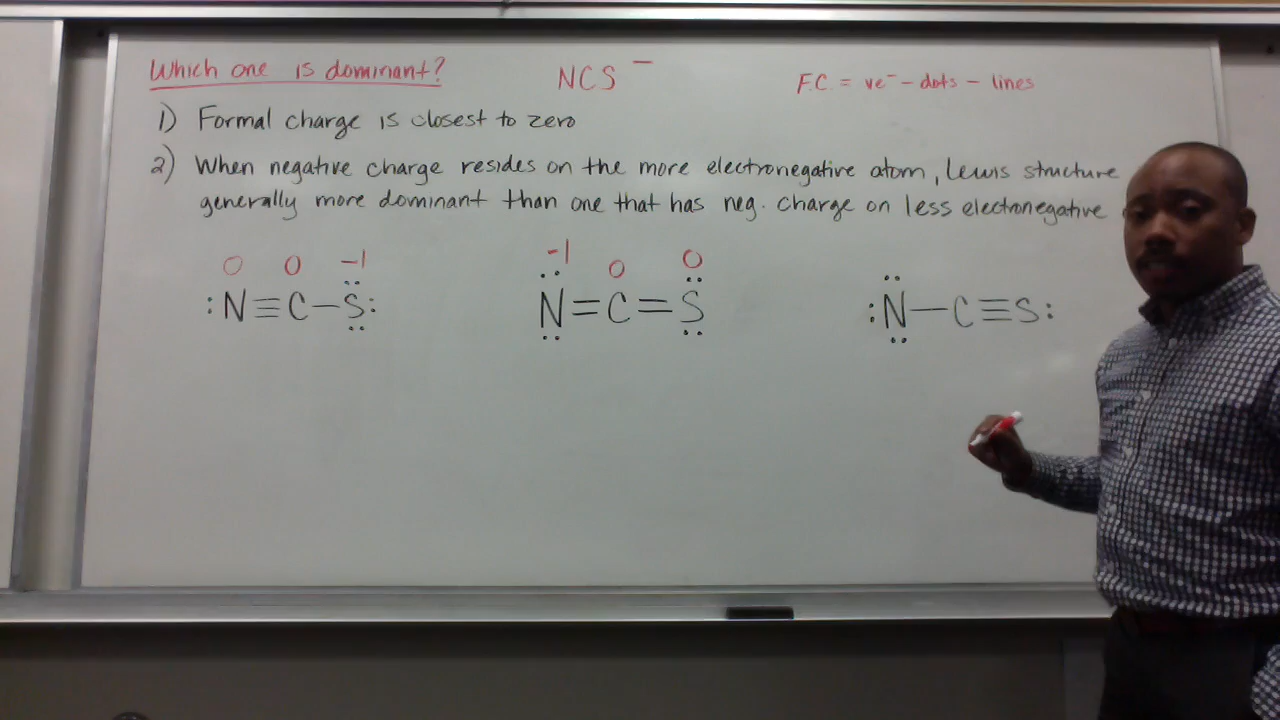 Which one is dominant? NCS⁻ F.C. = ve⁻ - dots - lines
1) Formal charge is closest to zero
2) When negative charge resides on the more electronegative atom, Lewis structure
generally more dominant than one that has neg. charge on less electronegative
0 0 -1 -1 0 0
:N≡C—S: N=C=S :N—C≡S: